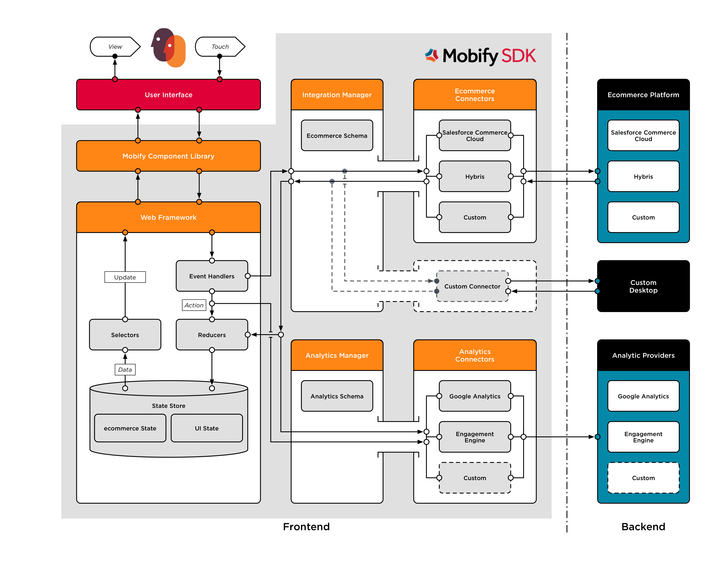 View
Touch
Mobify SDK
User Interface
Mobify Component Library
Web Framework
Update
Event Handlers
Action
Selectors
Reducers
Data
State Store
ecommerce State
UI State
Integration Manager
Ecommerce Schema
Ecommerce
Connectors
Salesforce Commerce
Cloud
Hybris
Custom
Custom Connector
Analytics Manager
Analytics Schema
Analytics
Connectors
Google Analytics
Engagement
Engine
Custom
Ecommerce Platform
Salesforce Commerce
Cloud
Hybris
Custom
Custom
Desktop
Analytic Providers
Google Analytics
Engagement
Engine
Custom
Frontend
Backend